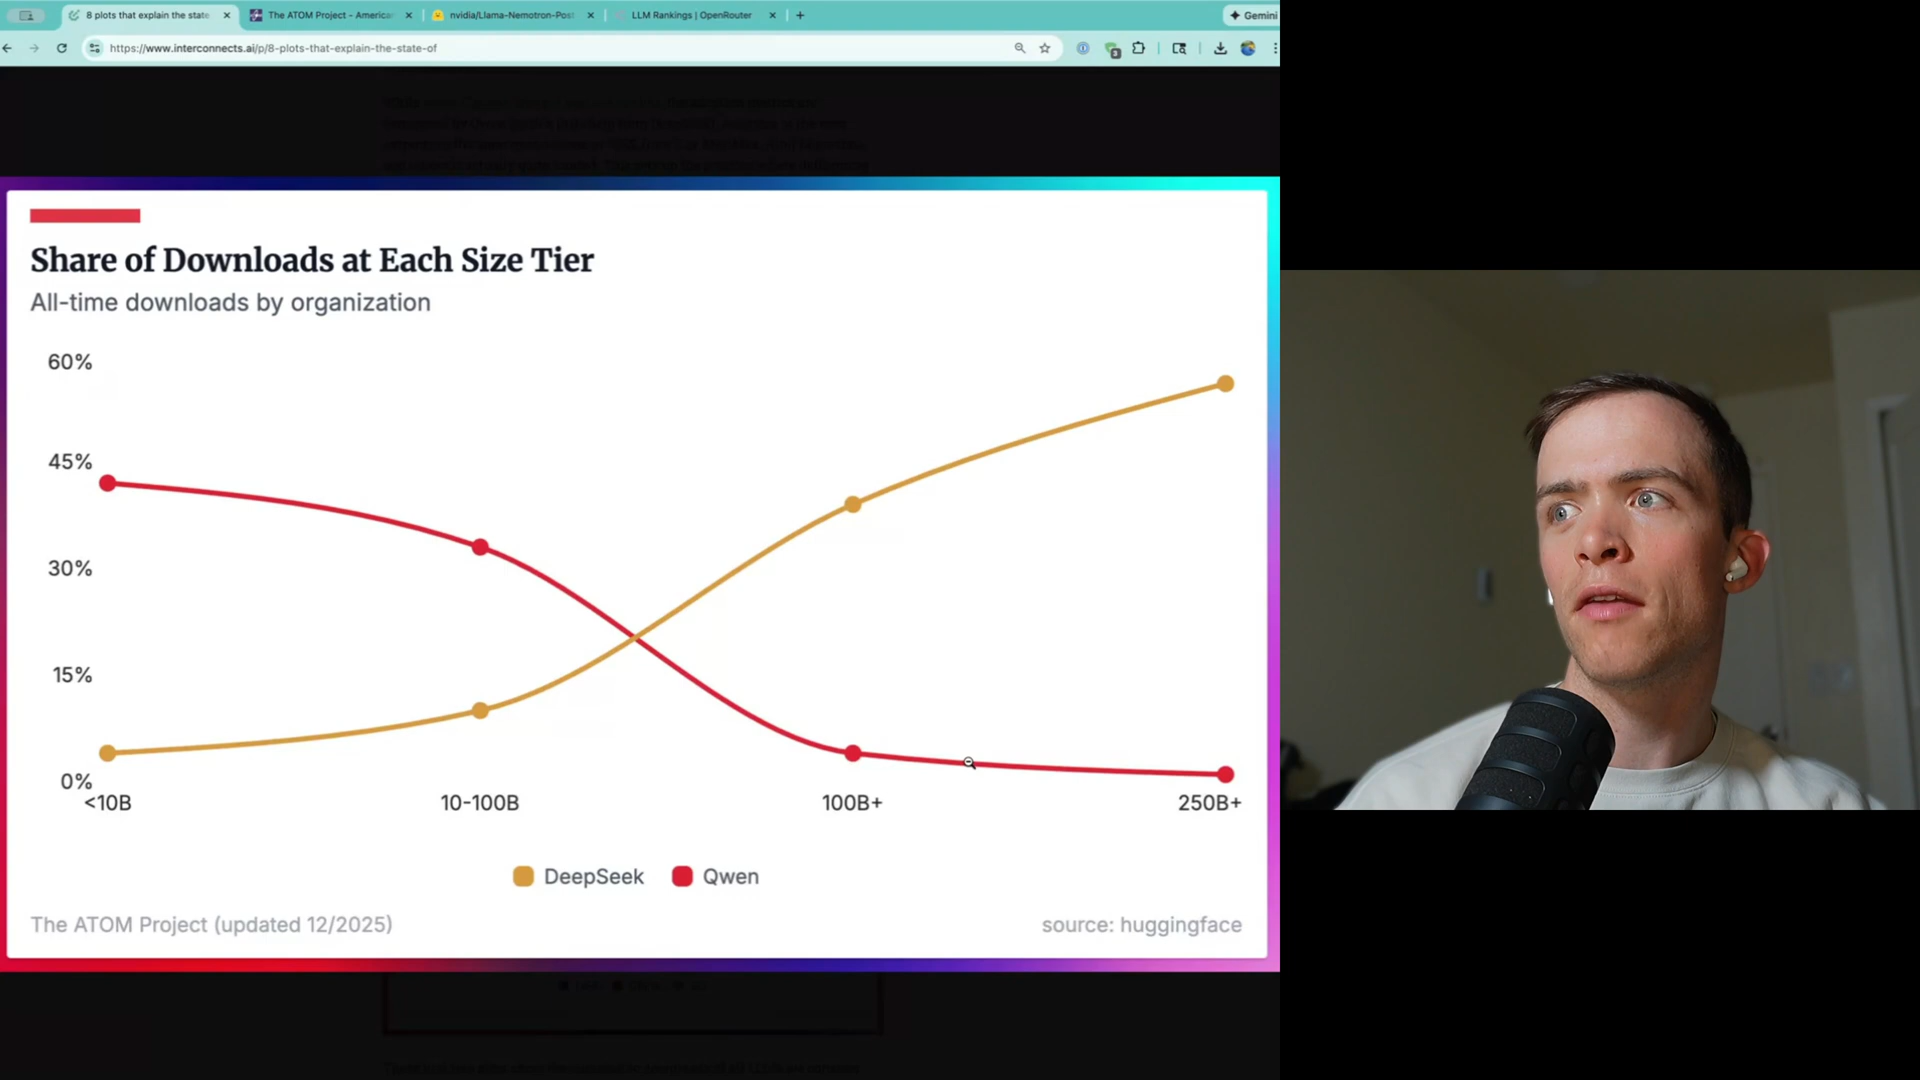 8 plots that explain the state
The ATOM Project - American
nvidia/Llama-Nemotron-Post
LLM Rankings | OpenRouter
Gemini
https://www.interconnects.ai/p/8-plots-that-explain-the-state-of
Share of Downloads at Each Size Tier
All-time downloads by organization
60%
45%
30%
15%
0%
<10B 10-100B 100B+ 250B+
DeepSeek Qwen
The ATOM Project (updated 12/2025) source: huggingface